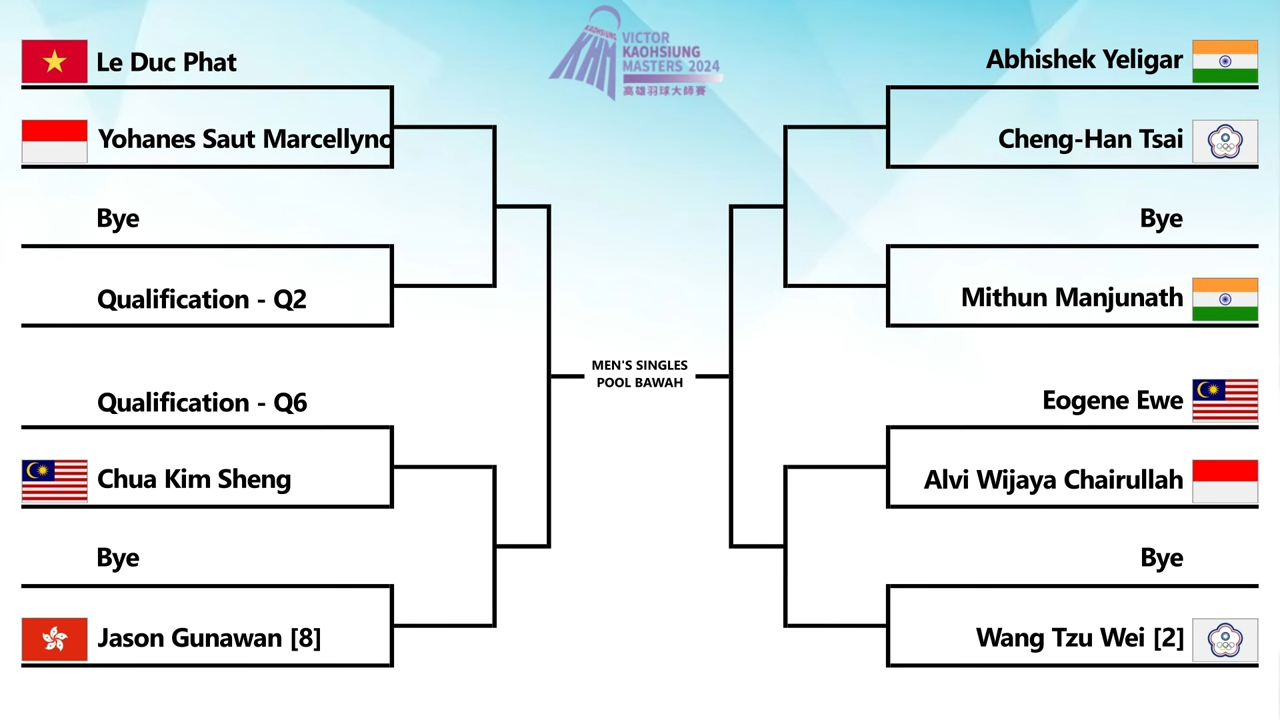 KAOHSIUNG
KHM
VICTOR
KAOHSIUNG
MASTERS 2024
高雄羽球大師賽
Le Duc Phat
Yohanes Saut Marcellyno
Bye
Qualification - Q2
Qualification - Q6
Chua Kim Sheng
Bye
Jason Gunawan [8]
MEN'S SINGLES
POOL BAWAH
Abhishek Yeligar
Cheng-Han Tsai
Bye
Mithun Manjunath
Eogene Ewe
Alvi Wijaya Chairullah
Bye
Wang Tzu Wei [2]